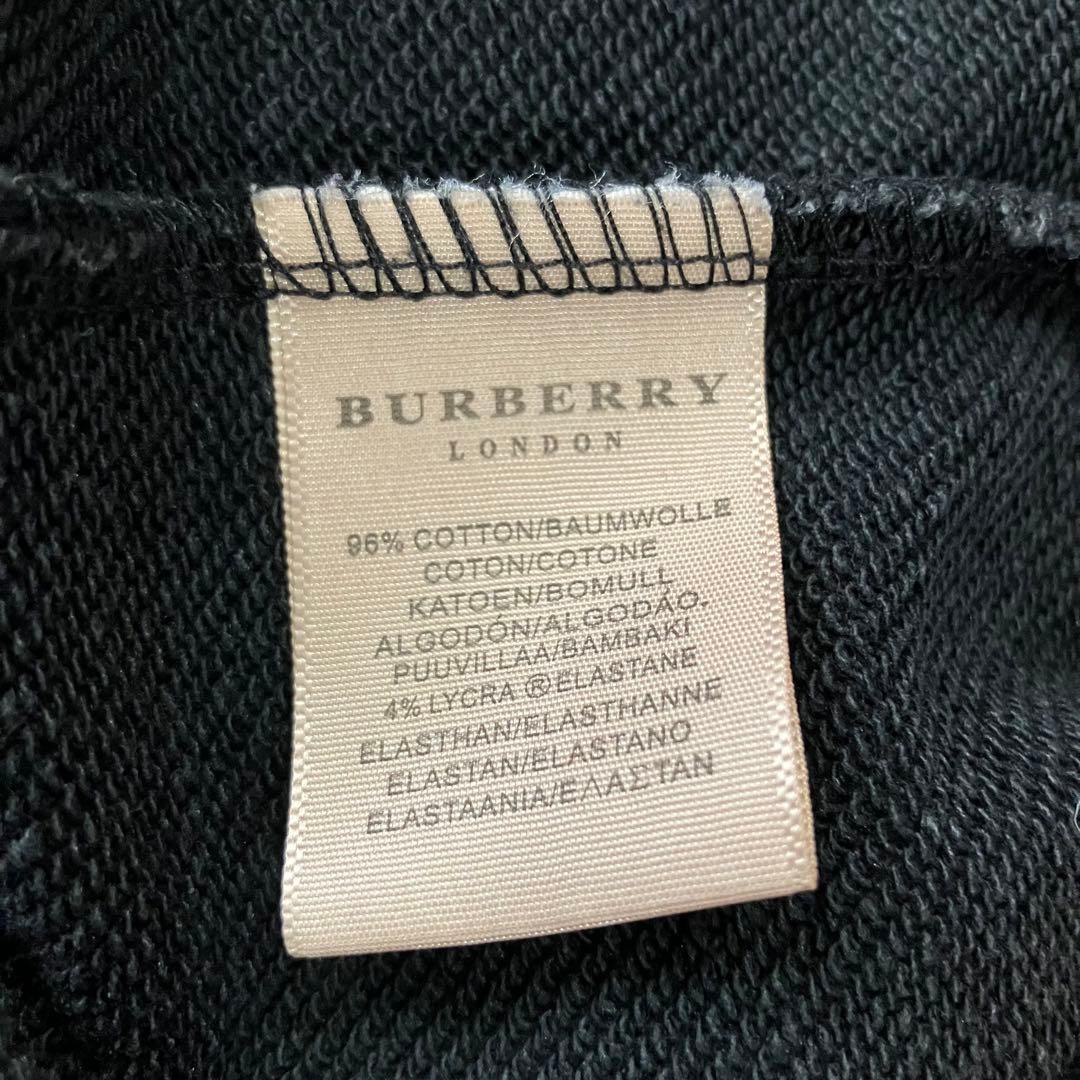 BURBERRY
LONDON
96% COTTON/BAUMWOLLE
COTON/COTONE
KATOEN/BOMULL
ALGODÓN/ALGODÁO.
PUUVILLAA/BAMBAKI
4% LYCRA ® ELASTANE
ELASTHAN/ELASTHANNE
ELASTAN/ELASTANO
ELASTAANIA/ΕΛΑΣΤΑΝ